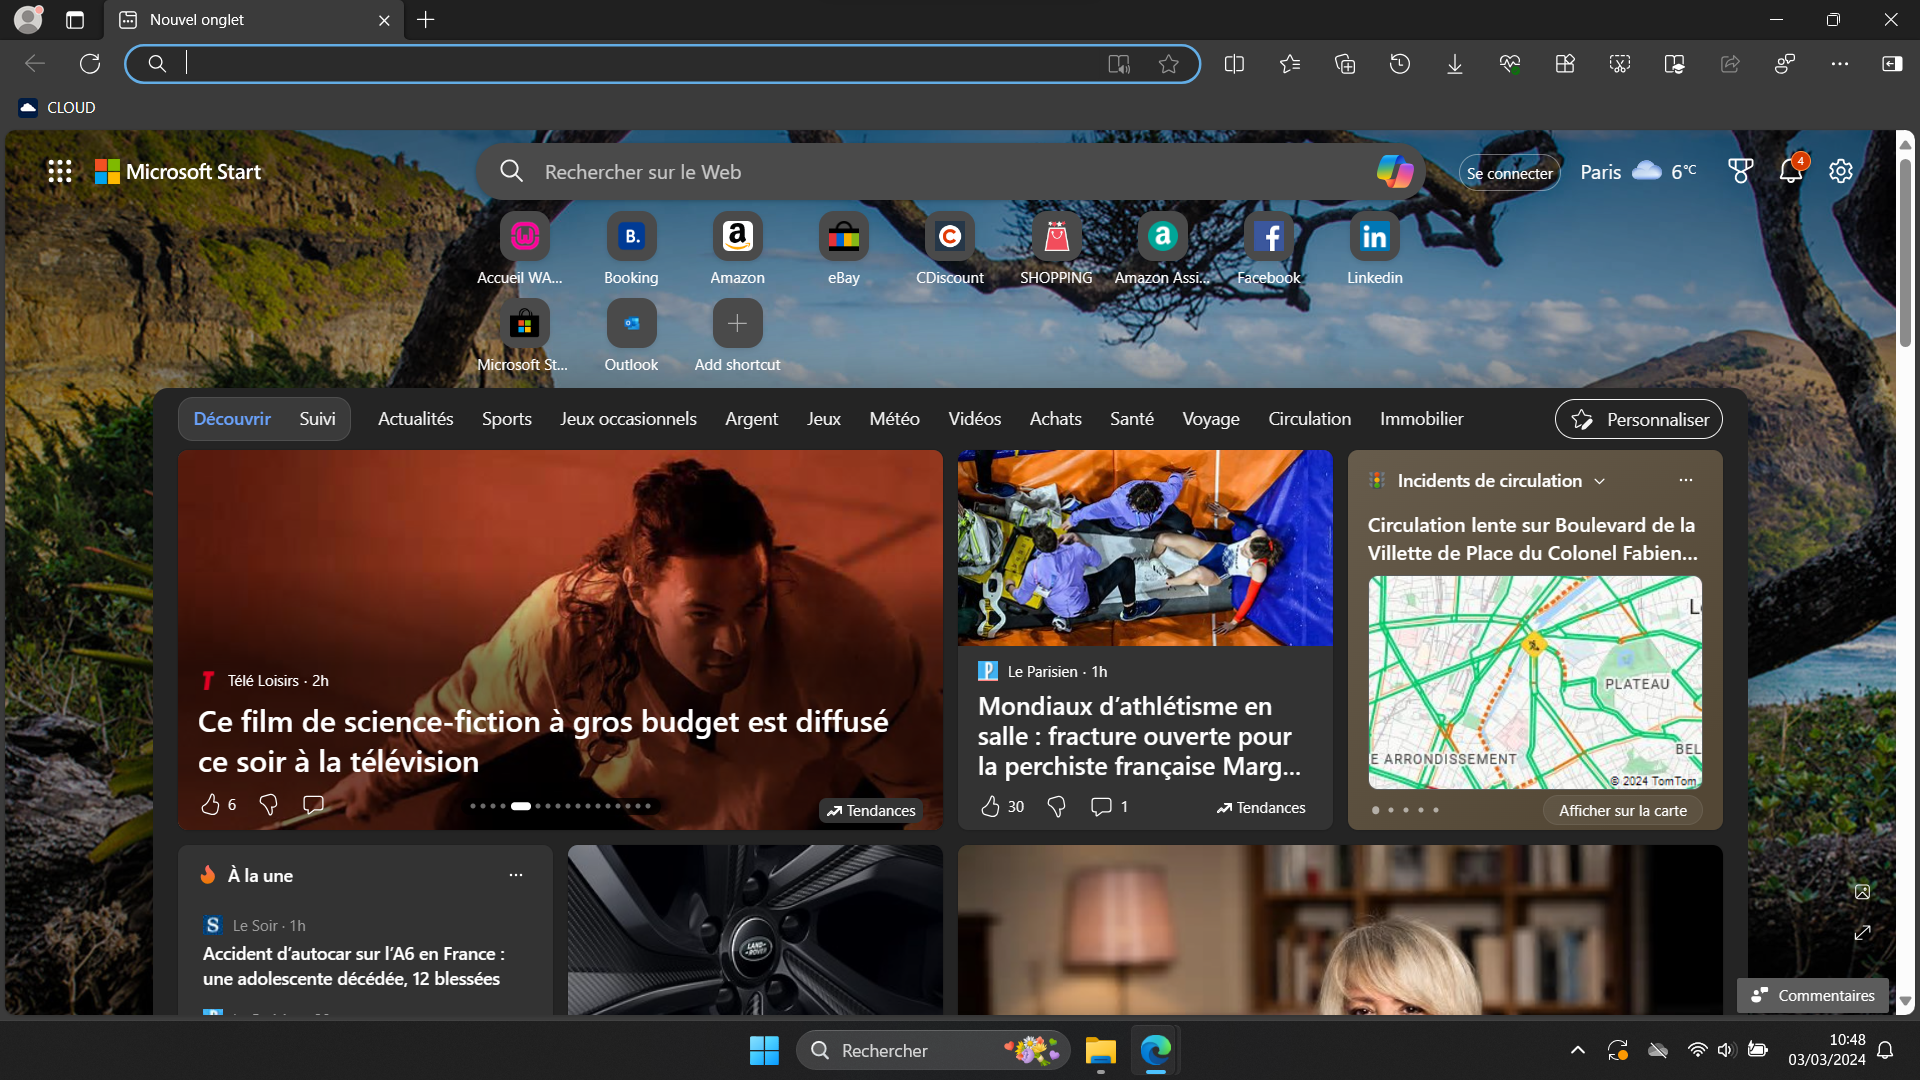 Nouvel onglet
CLOUD
Microsoft Start
Rechercher sur le Web
Se connecter
Paris
6°C
4
Accueil WA...
Booking
Amazon
eBay
CDiscount
SHOPPING
Amazon Assi...
Facebook
Linkedin
Microsoft St...
Outlook
Add shortcut
Découvrir
Suivi
Actualités
Sports
Jeux occasionnels
Argent
Jeux
Météo
Vidéos
Achats
Santé
Voyage
Circulation
Immobilier
Personnaliser
Télé Loisirs · 2h
Ce film de science-fiction à gros budget est diffusé
ce soir à la télévision
6
Tendances
Le Parisien · 1h
Mondiaux d’athlétisme en
salle : fracture ouverte pour
la perchiste française Marg...
30
1
Tendances
Incidents de circulation
Circulation lente sur Boulevard de la
Villette de Place du Colonel Fabien...
PLATEAU
BEL
E ARRONDISSEMENT
© 2024 TomTom
Afficher sur la carte
À la une
Le Soir · 1h
Accident d’autocar sur l’A6 en France :
une adolescente décédée, 12 blessées
LAND-
ROVER
Commentaires
Rechercher
10:48
03/03/2024